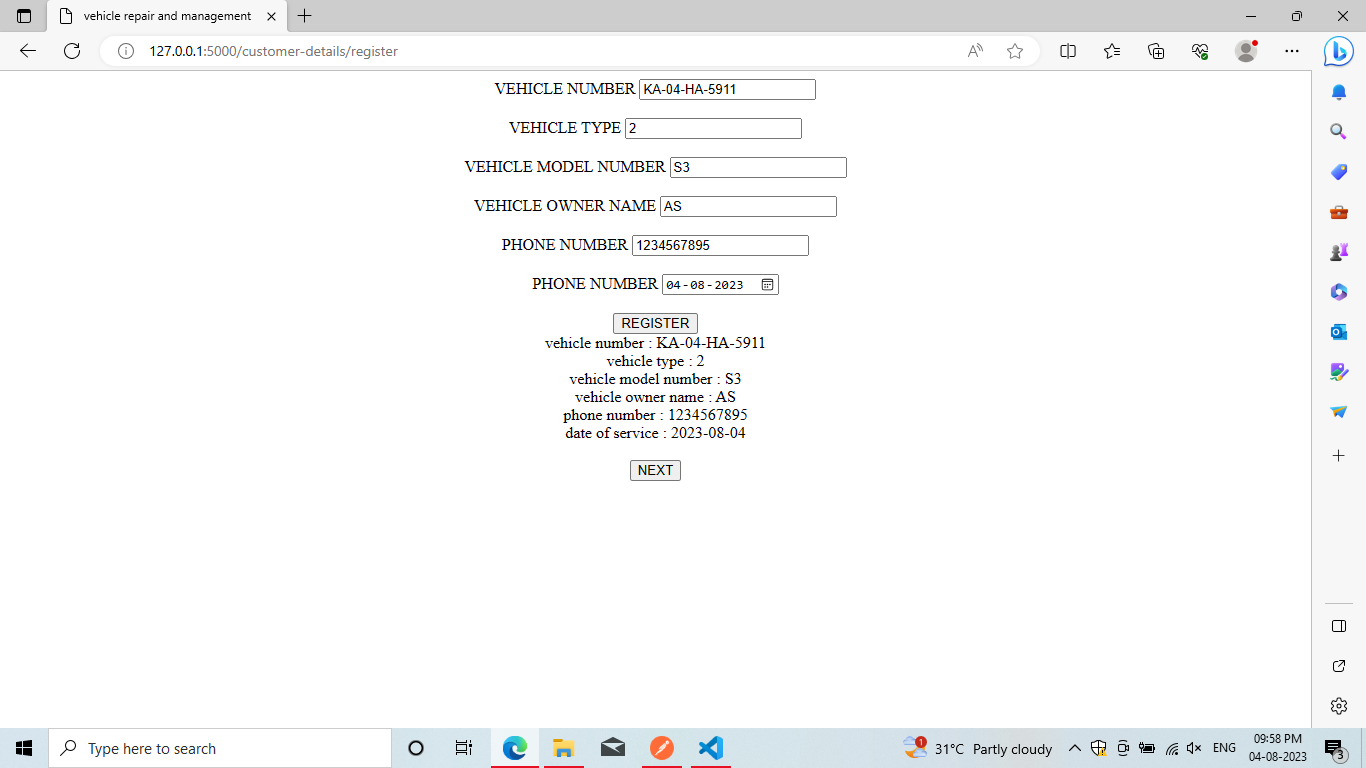 vehicle repair and management
127.0.0.1:5000/customer-details/register
VEHICLE NUMBER KA-04-HA-5911
VEHICLE TYPE 2
VEHICLE MODEL NUMBER S3
VEHICLE OWNER NAME AS
PHONE NUMBER 1234567895
PHONE NUMBER 04-08-2023
REGISTER
vehicle number : KA-04-HA-5911
vehicle type : 2
vehicle model number : S3
vehicle owner name : AS
phone number : 1234567895
date of service : 2023-08-04
NEXT
Type here to search
1
31°C Partly cloudy
ENG
09:58 PM
04-08-2023
3